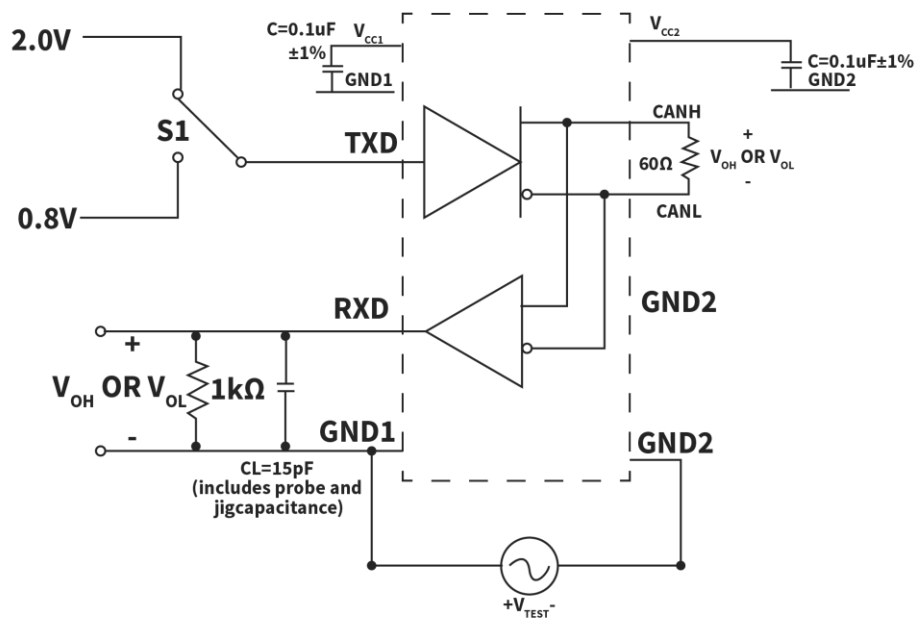 2.0V
C=0.1uF
±1%
VCC1
GND1
VCC2
C=0.1uF±1%
GND2
S1
TXD
CANH
60Ω
+
VOH OR VOL
-
CANL
0.8V
RXD
GND2
+
VOH OR VOL
1kΩ
-
GND1
GND2
CL=15pF
(includes probe and
jigcapacitance)
+VTEST-